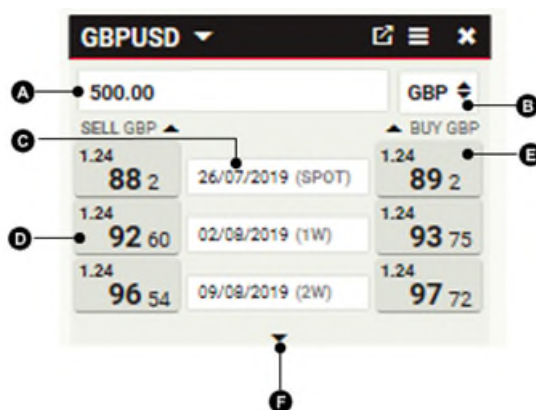 GBPUSD
A 500.00 GBP B
C SELL GBP BUY GBP
1.24 88 2 26/07/2019 (SPOT) 1.24 89 2 E
D 1.24 92 60 02/08/2019 (1W) 1.24 93 75
1.24 96 54 09/08/2019 (2W) 1.24 97 72
F